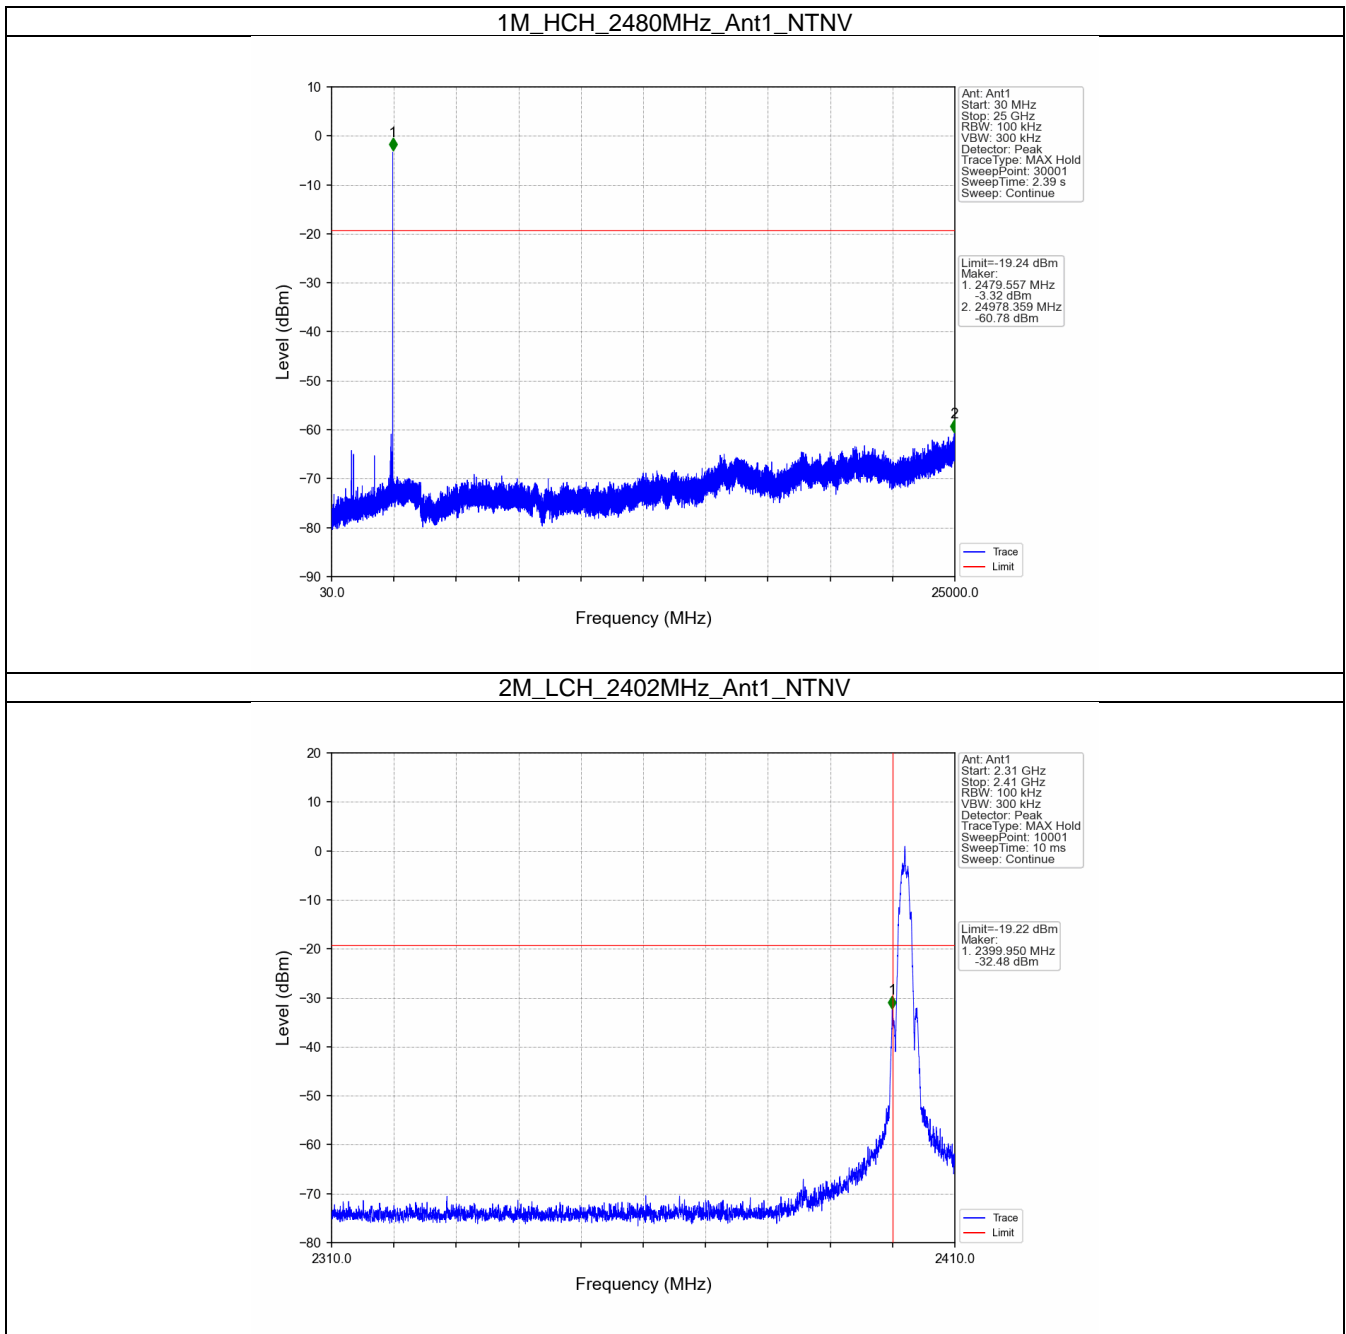 1M_HCH_2480MHz_Ant1_NTNV
10
0
−10
−20
−30
−40
−50
−60
−70
−80
−90
Level (dBm)
1
2
30.0
25000.0
Frequency (MHz)
Ant: Ant1
Start: 30 MHz
Stop: 25 GHz
RBW: 100 kHz
VBW: 300 kHz
Detector: Peak
TraceType: MAX Hold
SweepPoint: 30001
SweepTime: 2.39 s
Sweep: Continue
Limit=-19.24 dBm
Maker:
1. 2479.557 MHz
-3.32 dBm
2. 24978.359 MHz
-60.78 dBm
Trace
Limit
2M_LCH_2402MHz_Ant1_NTNV
20
10
0
−10
−20
−30
−40
−50
−60
−70
−80
Level (dBm)
1
2310.0
2410.0
Frequency (MHz)
Ant: Ant1
Start: 2.31 GHz
Stop: 2.41 GHz
RBW: 100 kHz
VBW: 300 kHz
Detector: Peak
TraceType: MAX Hold
SweepPoint: 10001
SweepTime: 10 ms
Sweep: Continue
Limit=-19.22 dBm
Maker:
1. 2399.950 MHz
-32.48 dBm
Trace
Limit